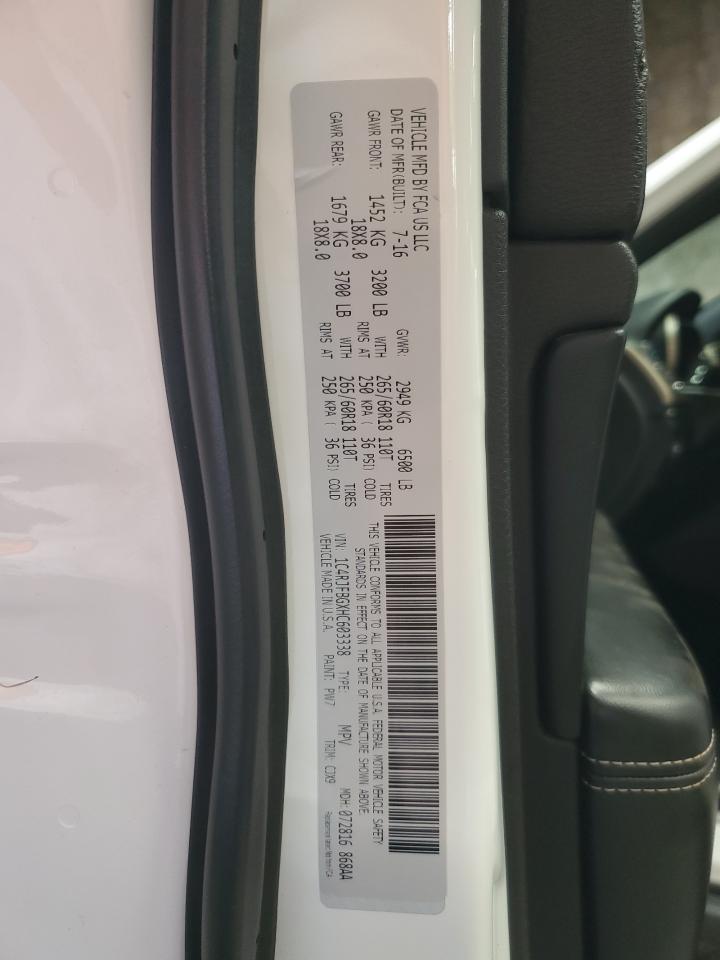 VEHICLE MFD BY FCA US LLC
DATE OF MFR(BUILT): 7-16 GVWR: 2949 KG 6500 LB
GAWR FRONT: 1452 KG 3200 LB WITH 265/60R18 110T TIRES
18X8.0 RIMS AT 250 KPA ( 36 PSI) COLD
GAWR REAR: 1679 KG 3700 LB WITH 265/60R18 110T TIRES
18X8.0 RIMS AT 250 KPA ( 36 PSI) COLD
THIS VEHICLE CONFORMS TO ALL APPLICABLE U.S.A. FEDERAL MOTOR VEHICLE SAFETY
STANDARDS IN EFFECT ON THE DATE OF MANUFACTURE SHOWN ABOVE.
VIN: 1C4RJFBGXHC603338 TYPE: MPV MDH: 072816 868AA
VEHICLE MADE IN U.S.A. PAINT: PW7 TRIM: CJX9